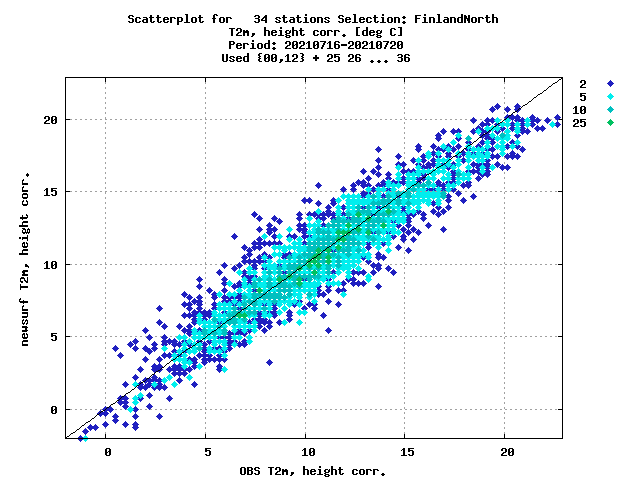 Scatterplot for   34 stations Selection: FinlandNorth
T2m, height corr. [deg C]
Period: 20210716-20210720
Used {00,12} + 25 26 ... 36
2
5
10
25
20
15
10
5
0
newsurf T2m, height corr.
0 5 10 15 20
OBS T2m, height corr.